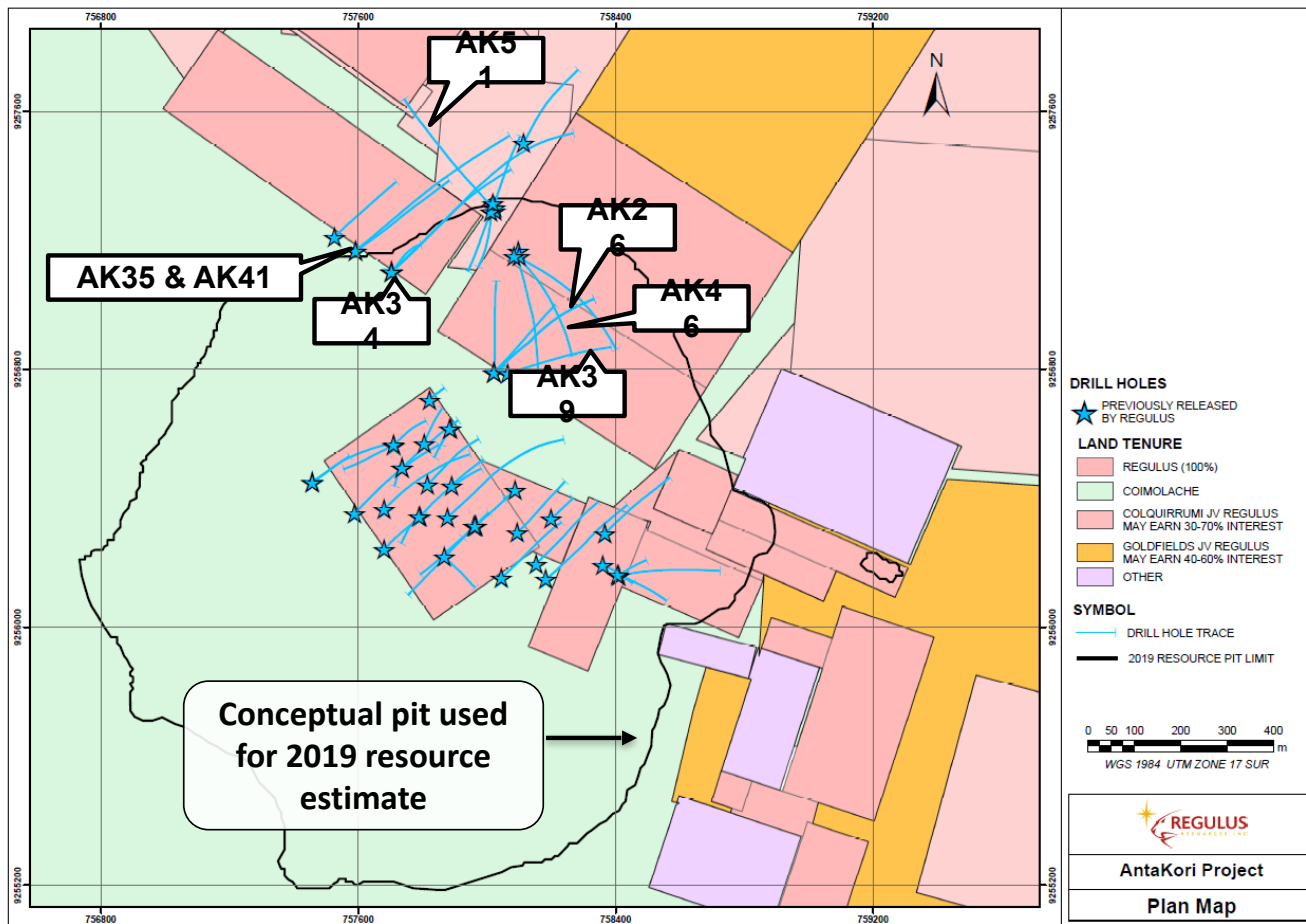 756800
757600
758400
759200
9257600
9257600
AK5
1
N
AK2
6
AK35 & AK41
AK3
4
AK4
6
9256800
9256800
AK3
9
9256000
9256000
Conceptual pit used
for 2019 resource
estimate
9255200
9255200
756800
757600
758400
759200
DRILL HOLES
PREVIOUSLY RELEASED
BY REGULUS
LAND TENURE
REGULUS (100%)
COIMOLACHE
COLQUIRRUMI JV REGULUS
MAY EARN 30-70% INTEREST
GOLDFIELDS JV REGULUS
MAY EARN 40-60% INTEREST
OTHER
SYMBOL
DRILL HOLE TRACE
2019 RESOURCE PIT LIMIT
0 50 100 200 300 400
m
WGS 1984 UTM ZONE 17 SUR
REGULUS
RESOURCES INC.
AntaKori Project
Plan Map